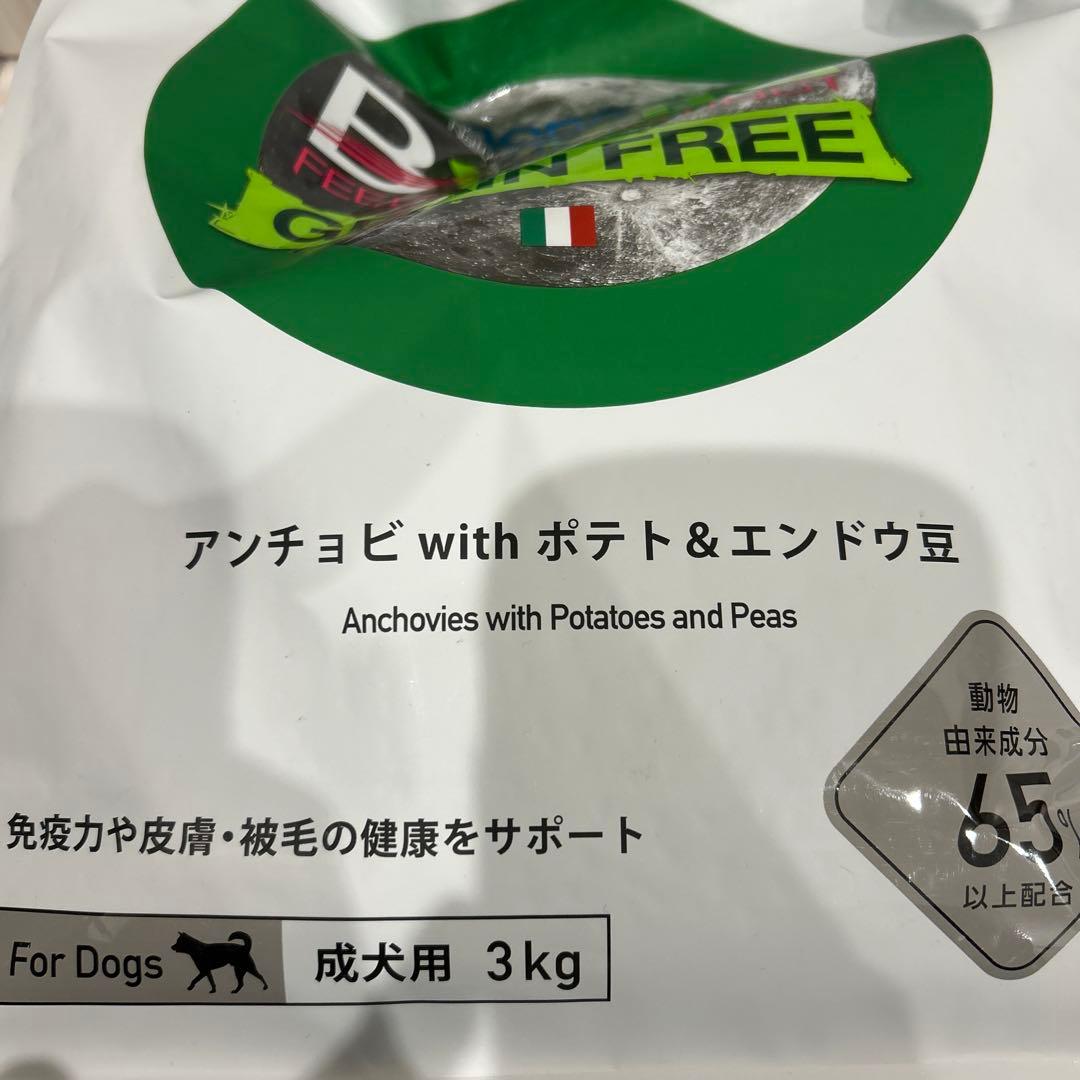 B
GRAIN FREE
アンチョビ with ポテト＆エンドウ豆
Anchovies with Potatoes and Peas
動物
由来成分
65%
以上配合
免疫力や皮膚・被毛の健康をサポート
For Dogs 成犬用 3kg